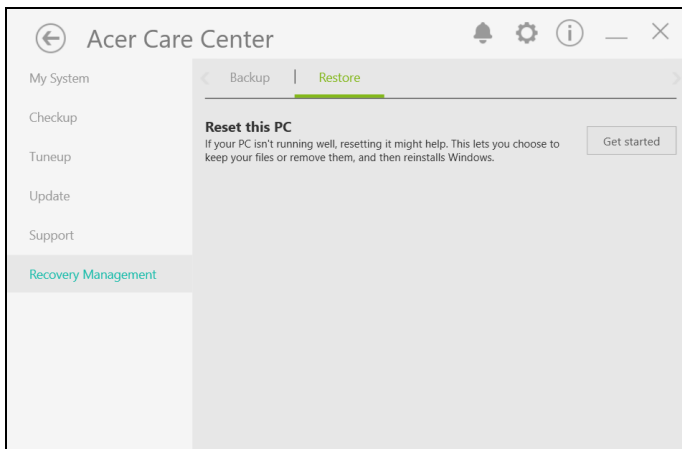 Acer Care Center
My System
Backup | Restore
Checkup
Reset this PC
If your PC isn't running well, resetting it might help. This lets you choose to
keep your files or remove them, and then reinstalls Windows.
Get started
Tuneup
Update
Support
Recovery Management